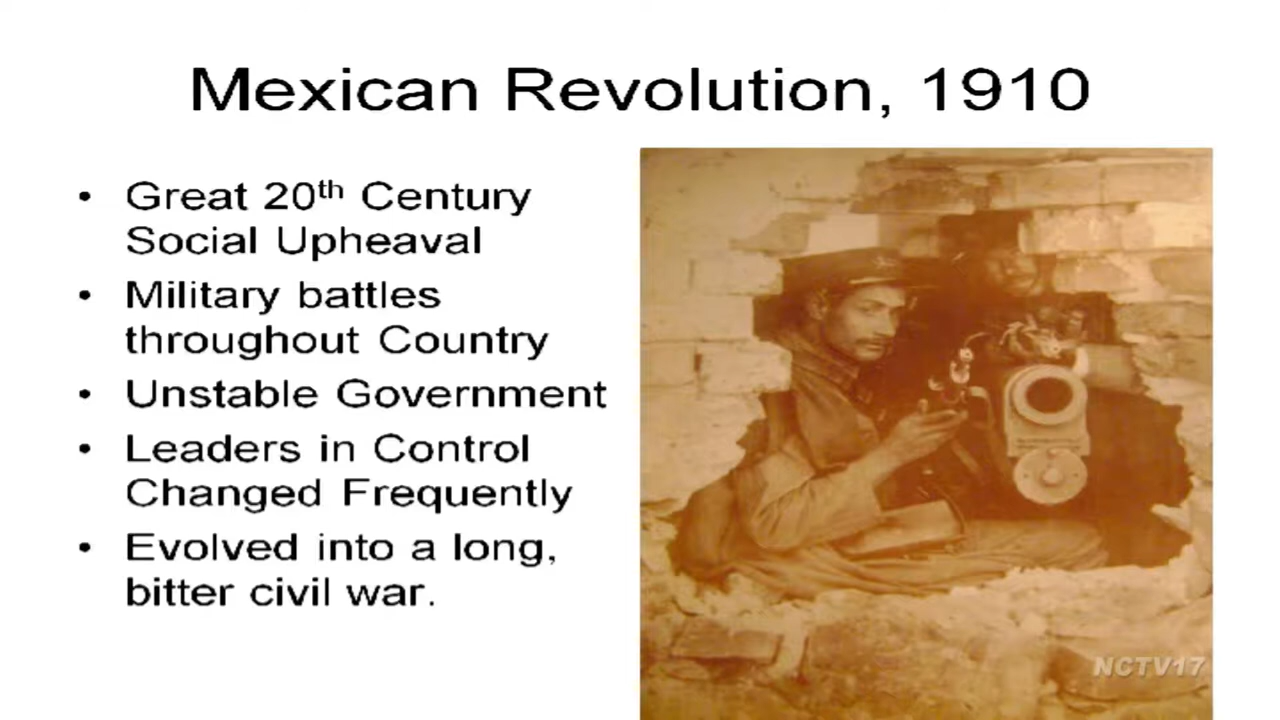 Mexican Revolution, 1910
• Great 20th Century
Social Upheaval
• Military battles
throughout Country
• Unstable Government
• Leaders in Control
Changed Frequently
• Evolved into a long,
bitter civil war.
NCTV17